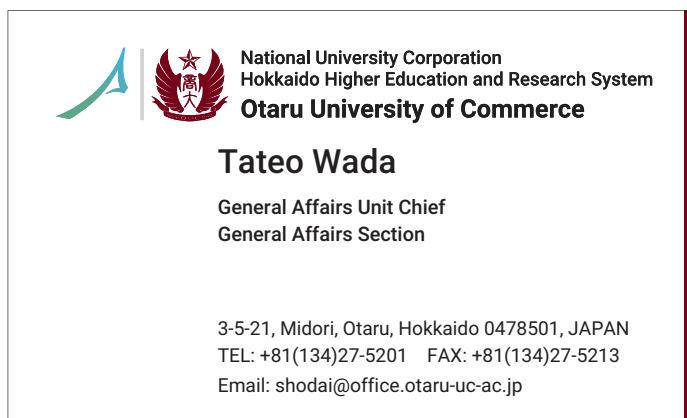 商大
National University Corporation
Hokkaido Higher Education and Research System
Otaru University of Commerce
Tateo Wada
General Affairs Unit Chief
General Affairs Section
3-5-21, Midori, Otaru, Hokkaido 0478501, JAPAN
TEL: +81(134)27-5201 FAX: +81(134)27-5213
Email: shodai@office.otaru-uc-ac.jp